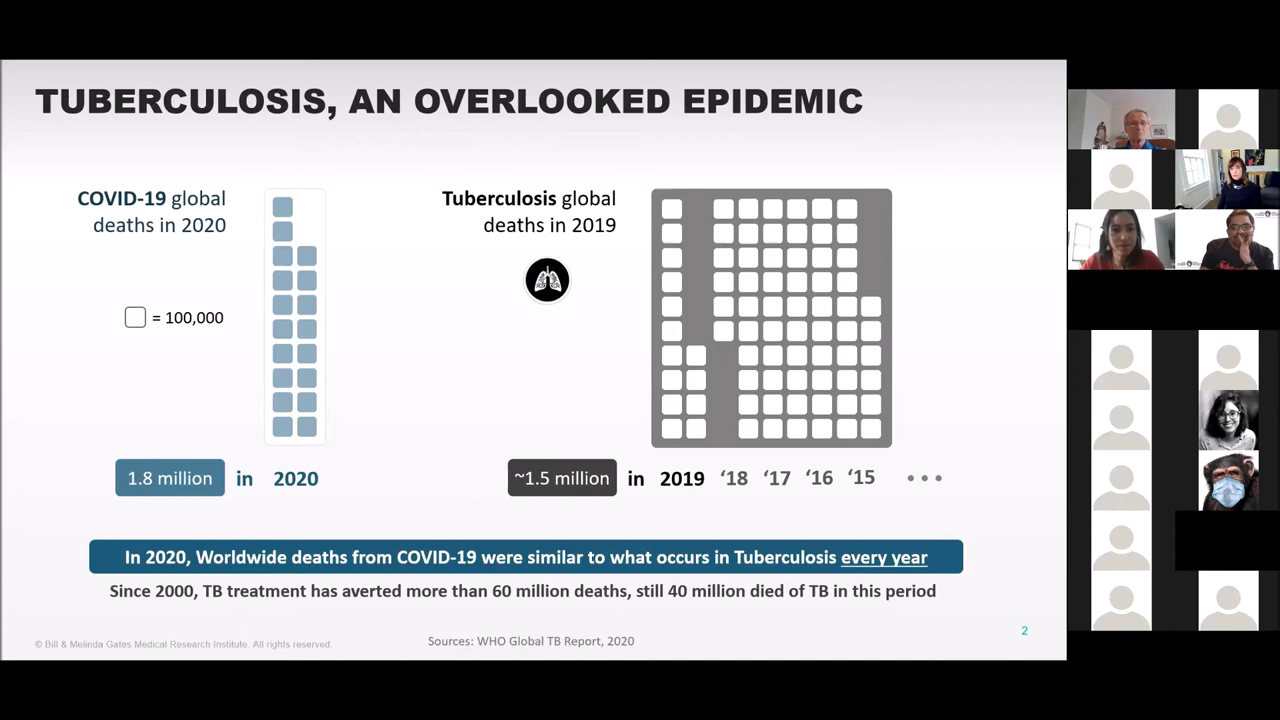 TUBERCULOSIS, AN OVERLOOKED EPIDEMIC
COVID-19 global
deaths in 2020
= 100,000
Tuberculosis global
deaths in 2019
1.8 million in 2020
~1.5 million in 2019 ‘18 ‘17 ‘16 ‘15 • • •
In 2020, Worldwide deaths from COVID-19 were similar to what occurs in Tuberculosis every year
Since 2000, TB treatment has averted more than 60 million deaths, still 40 million died of TB in this period
2
© Bill & Melinda Gates Medical Research Institute. All rights reserved.
Sources: WHO Global TB Report, 2020